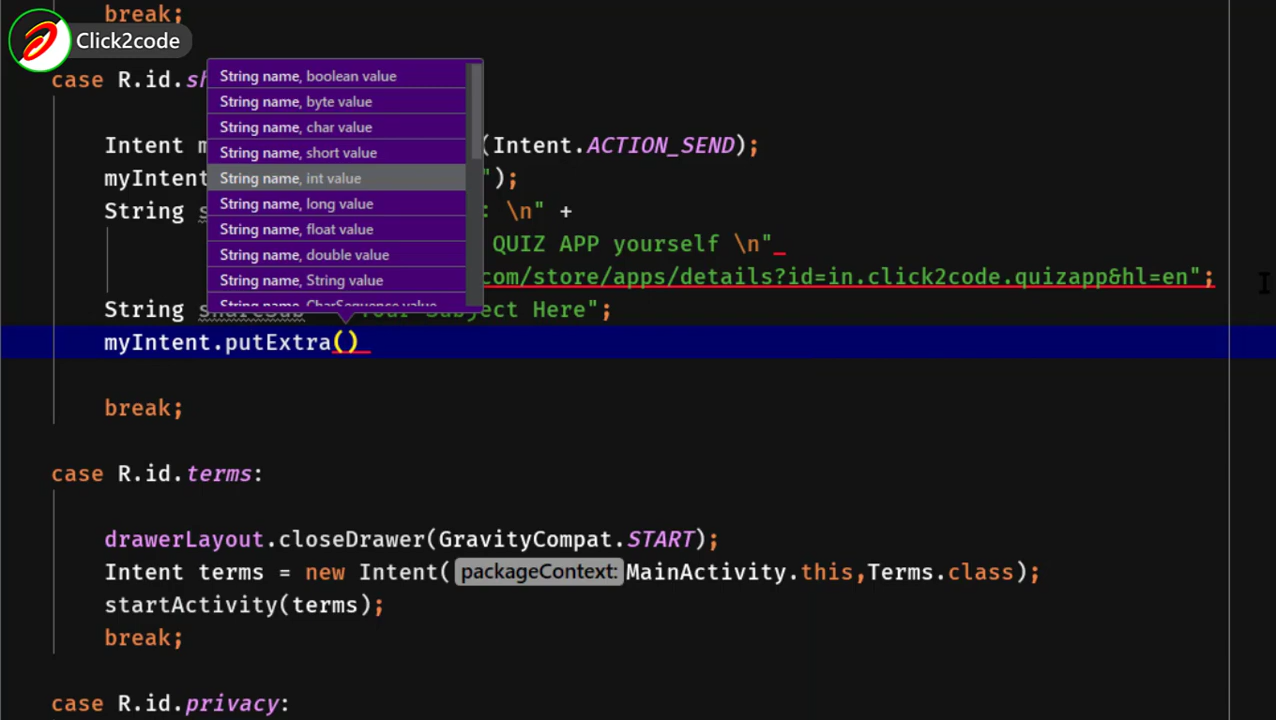 break;
Click2code
case R.id.sh
String name, boolean value
String name, byte value
String name, char value
String name, short value
String name, int value
String name, long value
String name, float value
String name, double value
String name, String value
String name, CharSequence value
Intent m (Intent.ACTION_SEND);
myIntent ");
String s : \n" +
QUIZ APP yourself \n"
com/store/apps/details?id=in.click2code.quizapp&hl=en";
String shareSub Your Subject Here";
myIntent.putExtra()
break;
case R.id.terms:
drawerLayout.closeDrawer(GravityCompat.START);
Intent terms = new Intent( packageContext: MainActivity.this,Terms.class);
startActivity(terms);
break;
case R.id.privacy: